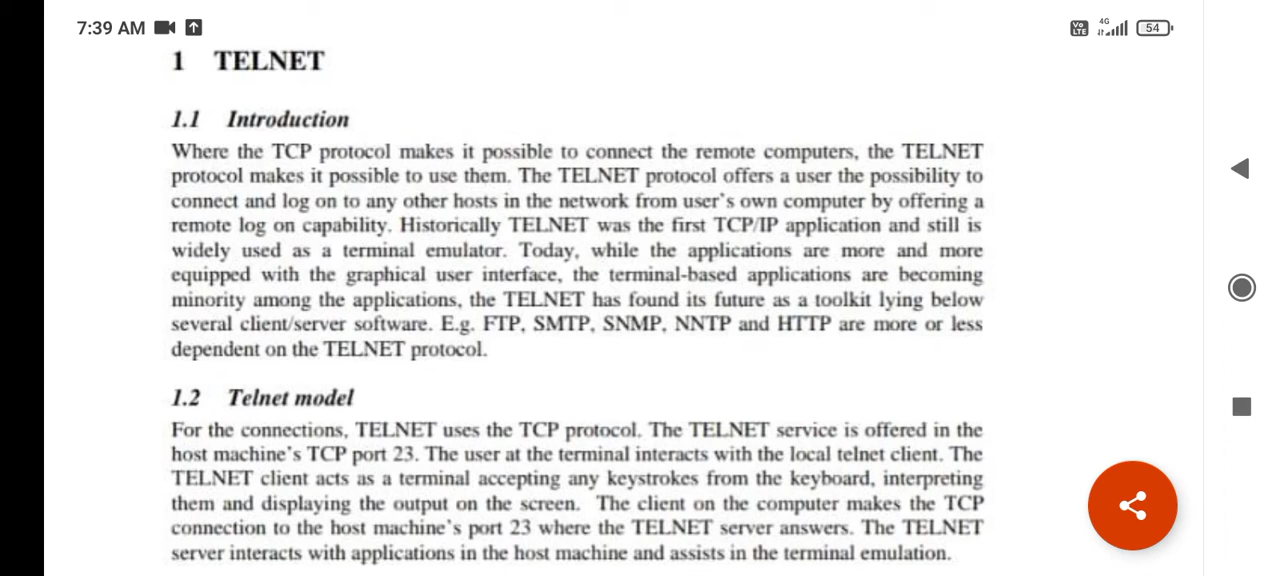 7:39 AM
4G
Vo LTE
54
1 TELNET
1.1 Introduction
Where the TCP protocol makes it possible to connect the remote computers, the TELNET
protocol makes it possible to use them. The TELNET protocol offers a user the possibility to
connect and log on to any other hosts in the network from user's own computer by offering a
remote log on capability. Historically TELNET was the first TCP/IP application and still is
widely used as a terminal emulator. Today, while the applications are more and more
equipped with the graphical user interface, the terminal-based applications are becoming
minority among the applications, the TELNET has found its future as a toolkit lying below
several client/server software. E.g. FTP, SMTP, SNMP, NNTP and HTTP are more or less
dependent on the TELNET protocol.
1.2 Telnet model
For the connections, TELNET uses the TCP protocol. The TELNET service is offered in the
host machine's TCP port 23. The user at the terminal interacts with the local telnet client. The
TELNET client acts as a terminal accepting any keystrokes from the keyboard, interpreting
them and displaying the output on the screen. The client on the computer makes the TCP
connection to the host machine's port 23 where the TELNET server answers. The TELNET
server interacts with applications in the host machine and assists in the terminal emulation.